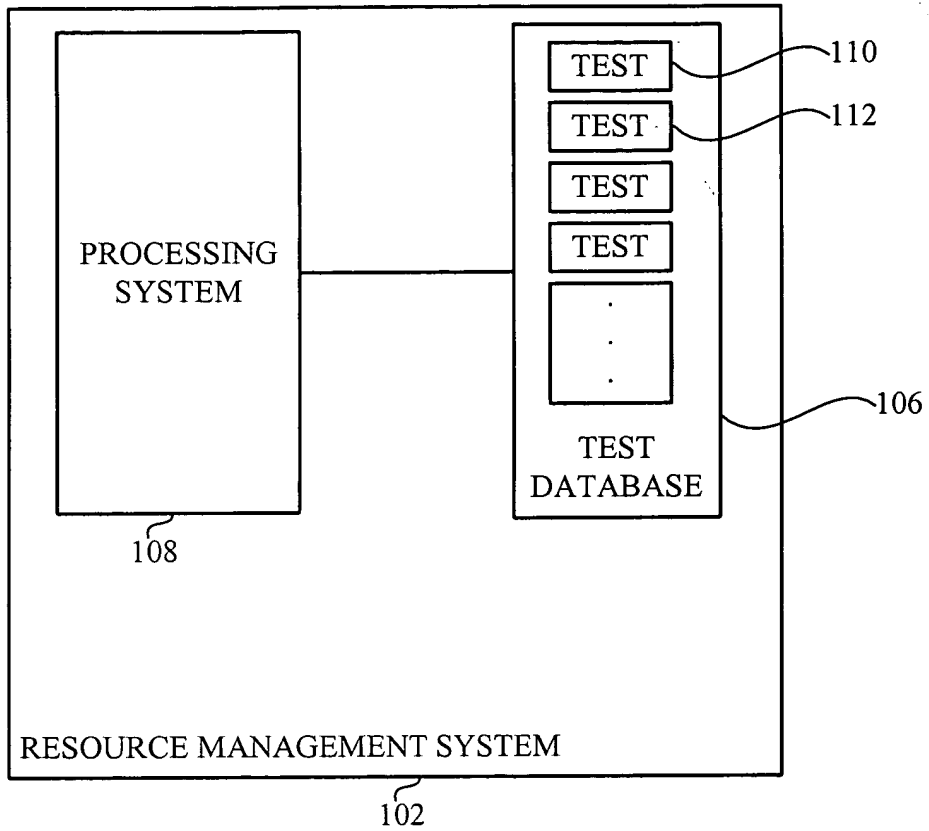 TEST
110
TEST
112
TEST
TEST
PROCESSING
SYSTEM
.
.
.
106
TEST
DATABASE
108
RESOURCE MANAGEMENT SYSTEM
102